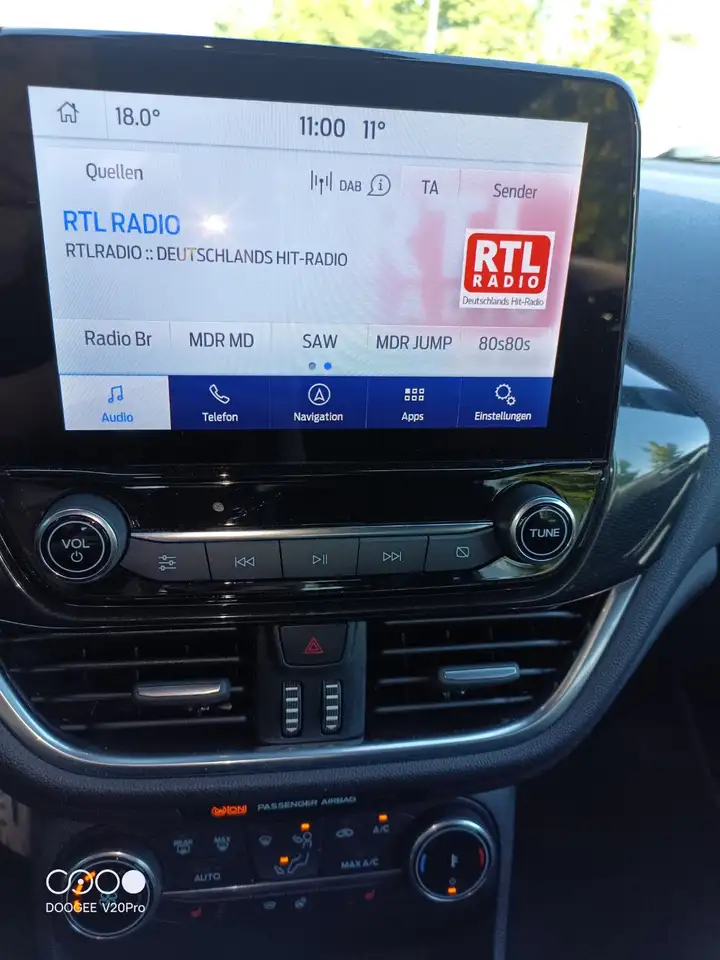 18.0° 11:00 11°
Quellen DAB TA Sender
RTL RADIO
RTLRADIO :: DEUTSCHLANDS HIT-RADIO
RTL
RADIO
Deutschlands Hit-Radio
Radio Br MDR MD SAW MDR JUMP 80s80s
Audio Telefon Navigation Apps Einstellungen
VOL TUNE
PASSENGER AIRBAG
REAR MAX A/C
AUTO MAX A/C
DOOGEE V20Pro